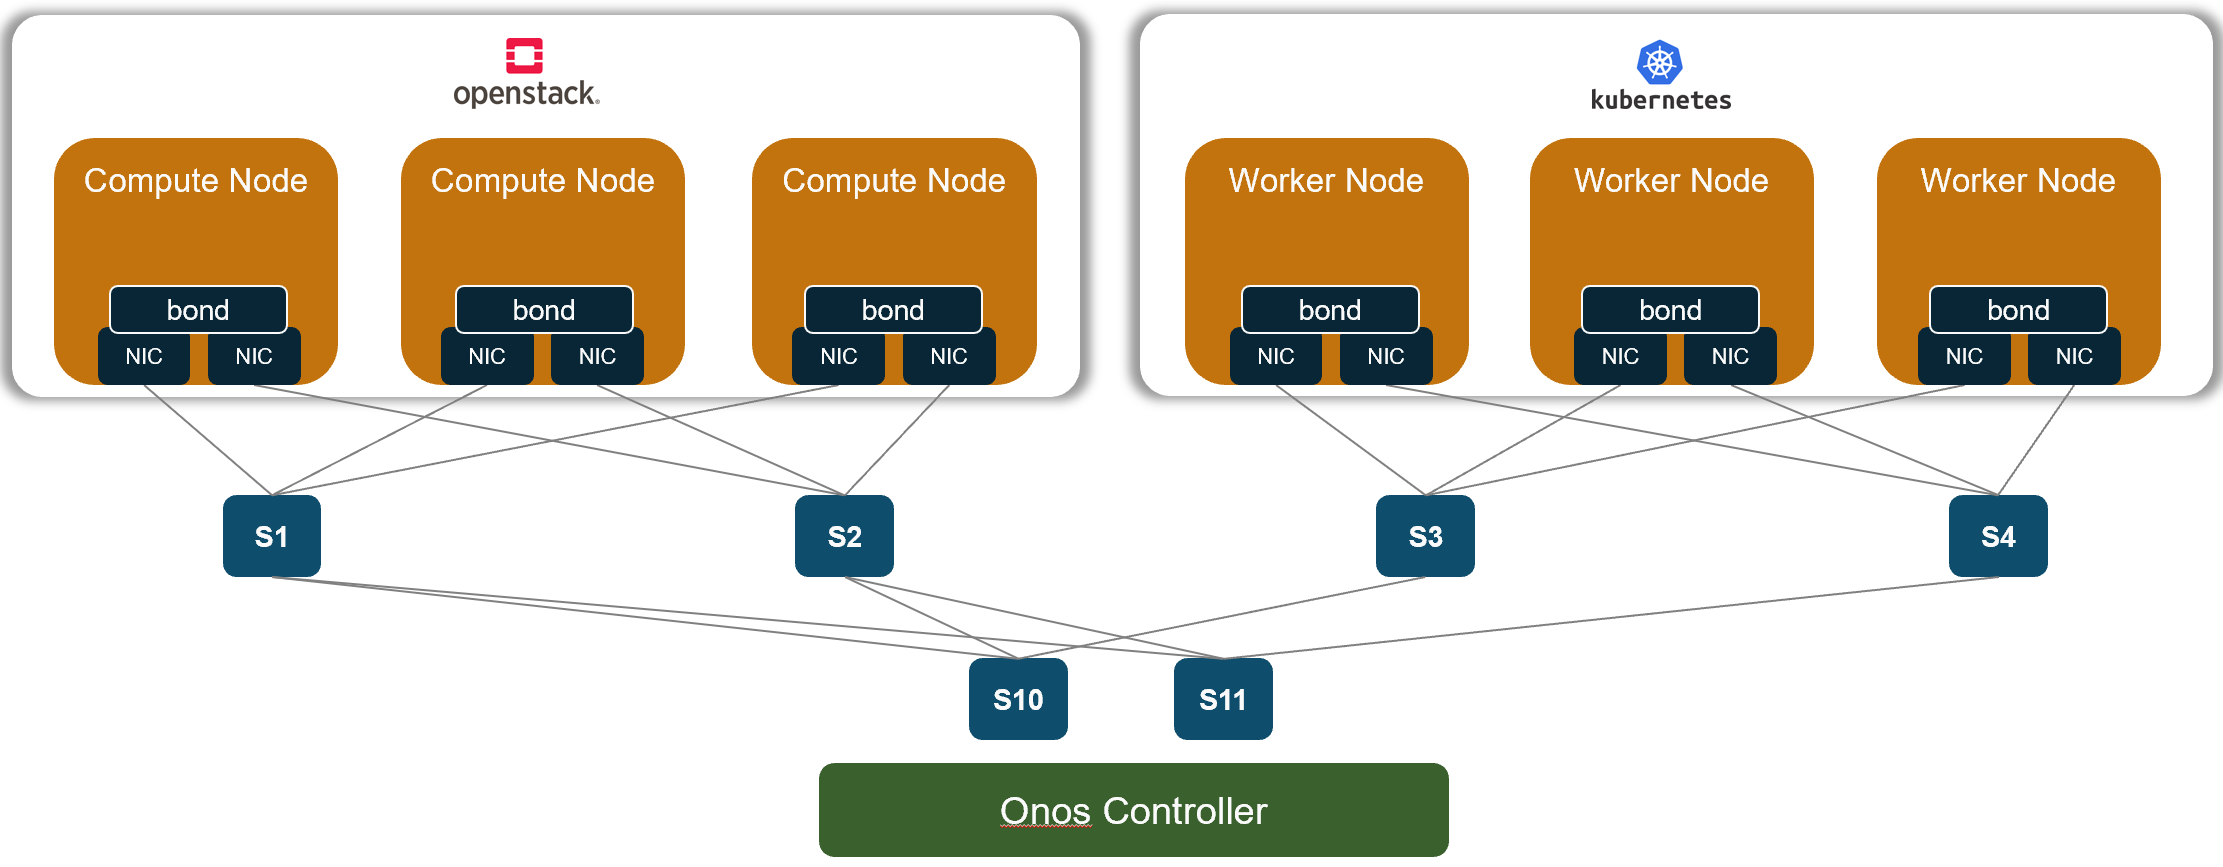 openstack.
kubernetes
Compute Node
Compute Node
Compute Node
Worker Node
Worker Node
Worker Node
bond
bond
bond
bond
bond
bond
NIC
NIC
NIC
NIC
NIC
NIC
NIC
NIC
NIC
NIC
NIC
NIC
S1
S2
S3
S4
S10
S11
Onos Controller